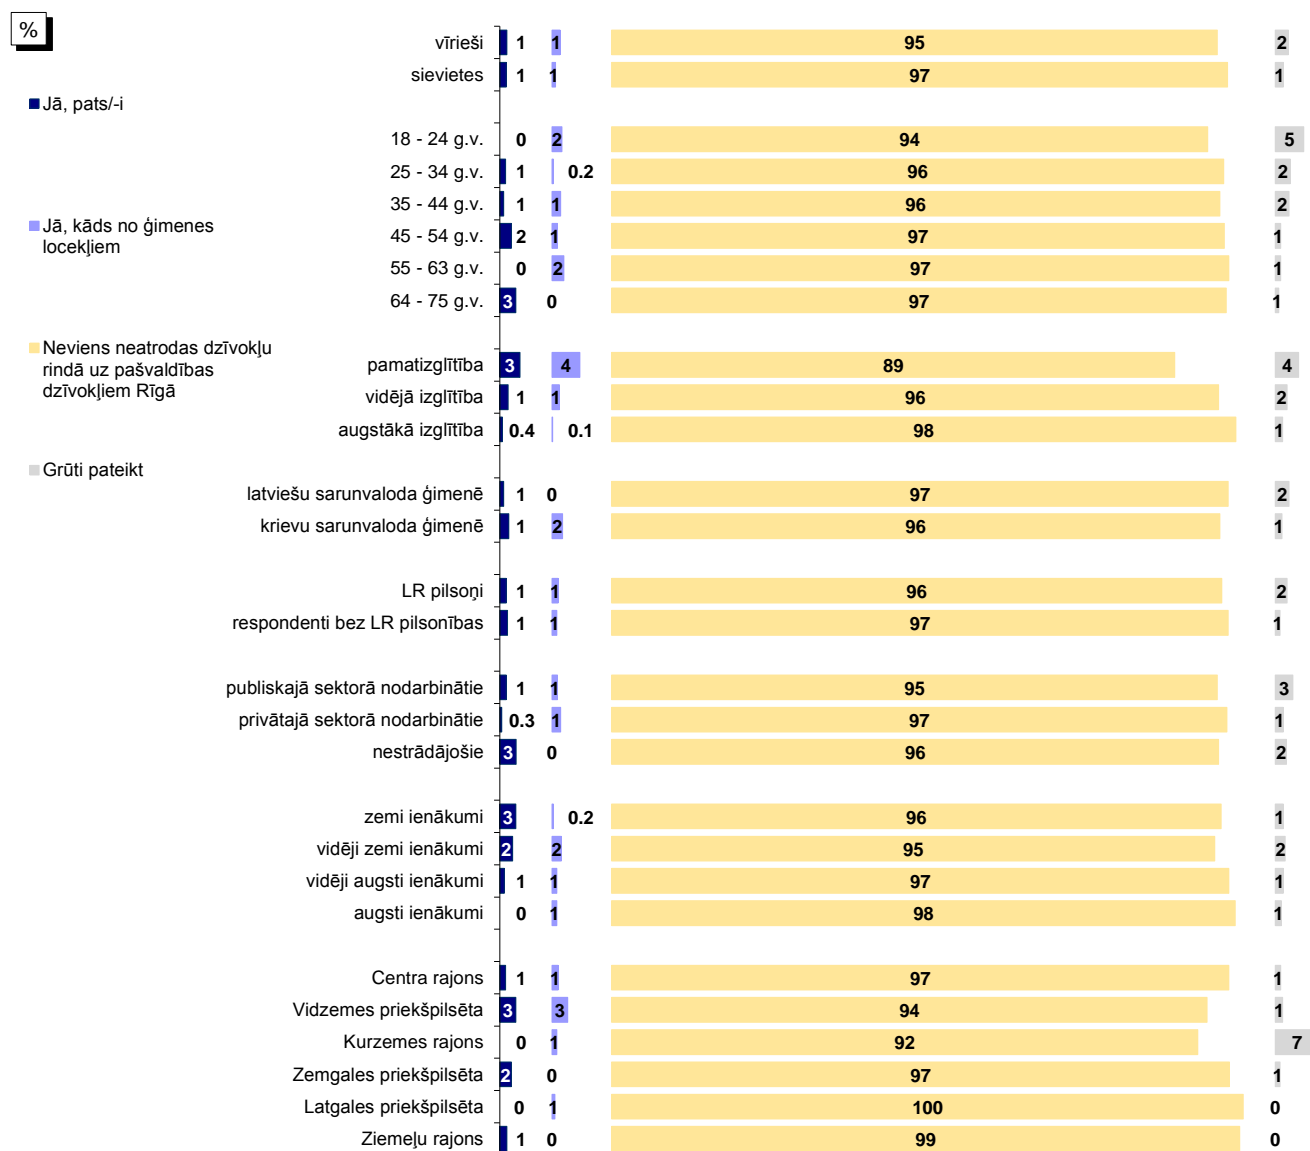 %
Jā, pats/-i
Jā, kāds no ģimenes
locekļiem
Neviens neatrodas dzīvokļu
rindā uz pašvaldības
dzīvokļiem Rīgā
Grūti pateikt
vīrieši 1 1 95 2
sievietes 1 1 97 1
18 - 24 g.v. 0 2 94 5
25 - 34 g.v. 1 0.2 96 2
35 - 44 g.v. 1 1 96 2
45 - 54 g.v. 2 1 97 1
55 - 63 g.v. 0 2 97 1
64 - 75 g.v. 3 0 97 1
pamatizglītība 3 4 89 4
vidējā izglītība 1 1 96 2
augstākā izglītība 0.4 0.1 98 1
latviešu sarunvaloda ģimenē 1 0 97 2
krievu sarunvaloda ģimenē 1 2 96 1
LR pilsoņi 1 1 96 2
respondenti bez LR pilsonības 1 1 97 1
publiskajā sektorā nodarbinātie 1 1 95 3
privātajā sektorā nodarbinātie 0.3 1 97 1
nestrādājošie 3 0 96 2
zemi ienākumi 3 0.2 96 1
vidēji zemi ienākumi 2 2 95 2
vidēji augsti ienākumi 1 1 97 1
augsti ienākumi 0 1 98 1
Centra rajons 1 1 97 1
Vidzemes priekšpilsēta 3 3 94 1
Kurzemes rajons 0 1 92 7
Zemgales priekšpilsēta 2 0 97 1
Latgales priekšpilsēta 0 1 100 0
Ziemeļu rajons 1 0 99 0